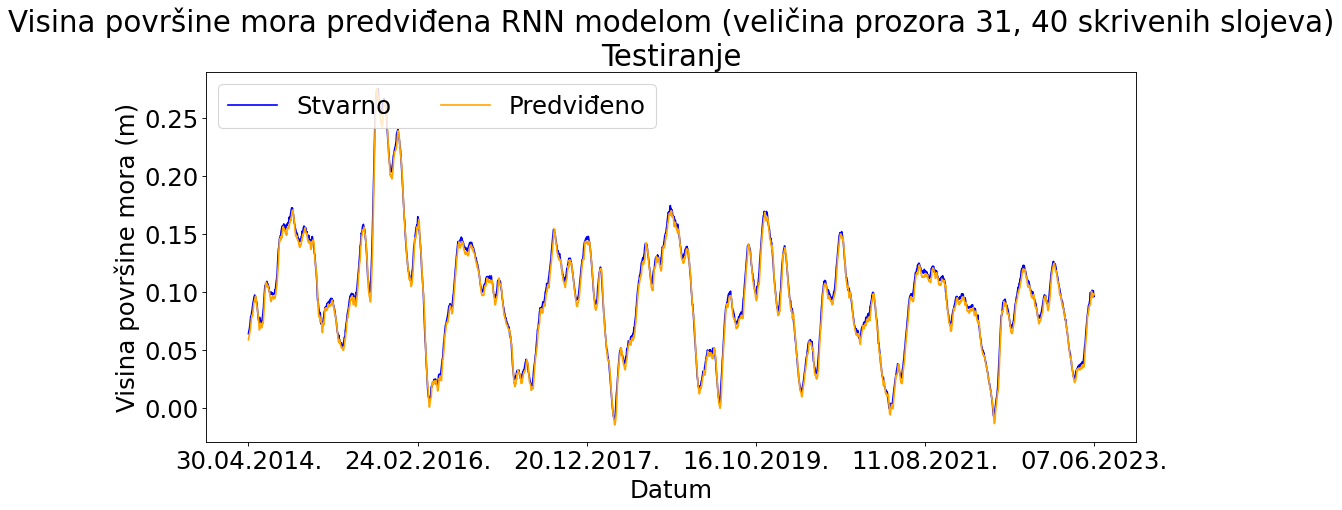 Visina površine mora predviđena RNN modelom (veličina prozora 31, 40 skrivenih slojeva)
Testiranje
Stvarno
Predviđeno
Visina površine mora (m)
0.25
0.20
0.15
0.10
0.05
0.00
30.04.2014.
24.02.2016.
20.12.2017.
16.10.2019.
11.08.2021.
07.06.2023.
Datum